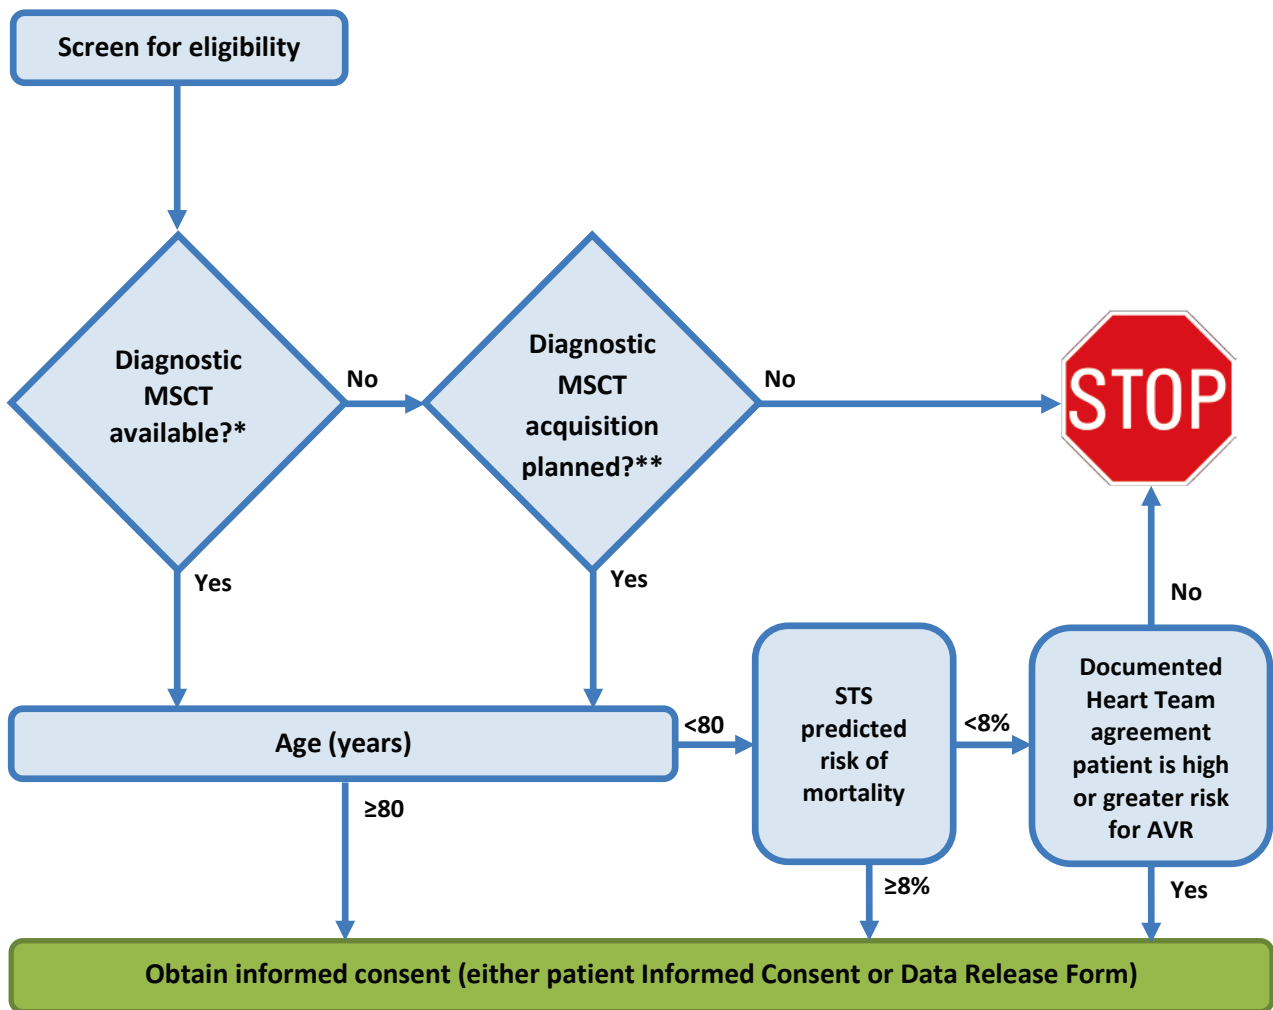 Screen for eligibility
Diagnostic
MSCT
available?*
No
Diagnostic
MSCT
acquisition
planned?**
No
STOP
Yes
Yes
No
Age (years)
<80
STS
predicted
risk of
mortality
<8%
Documented
Heart Team
agreement
patient is high
or greater risk
for AVR
≥80
≥8%
Yes
Obtain informed consent (either patient Informed Consent or Data Release Form)